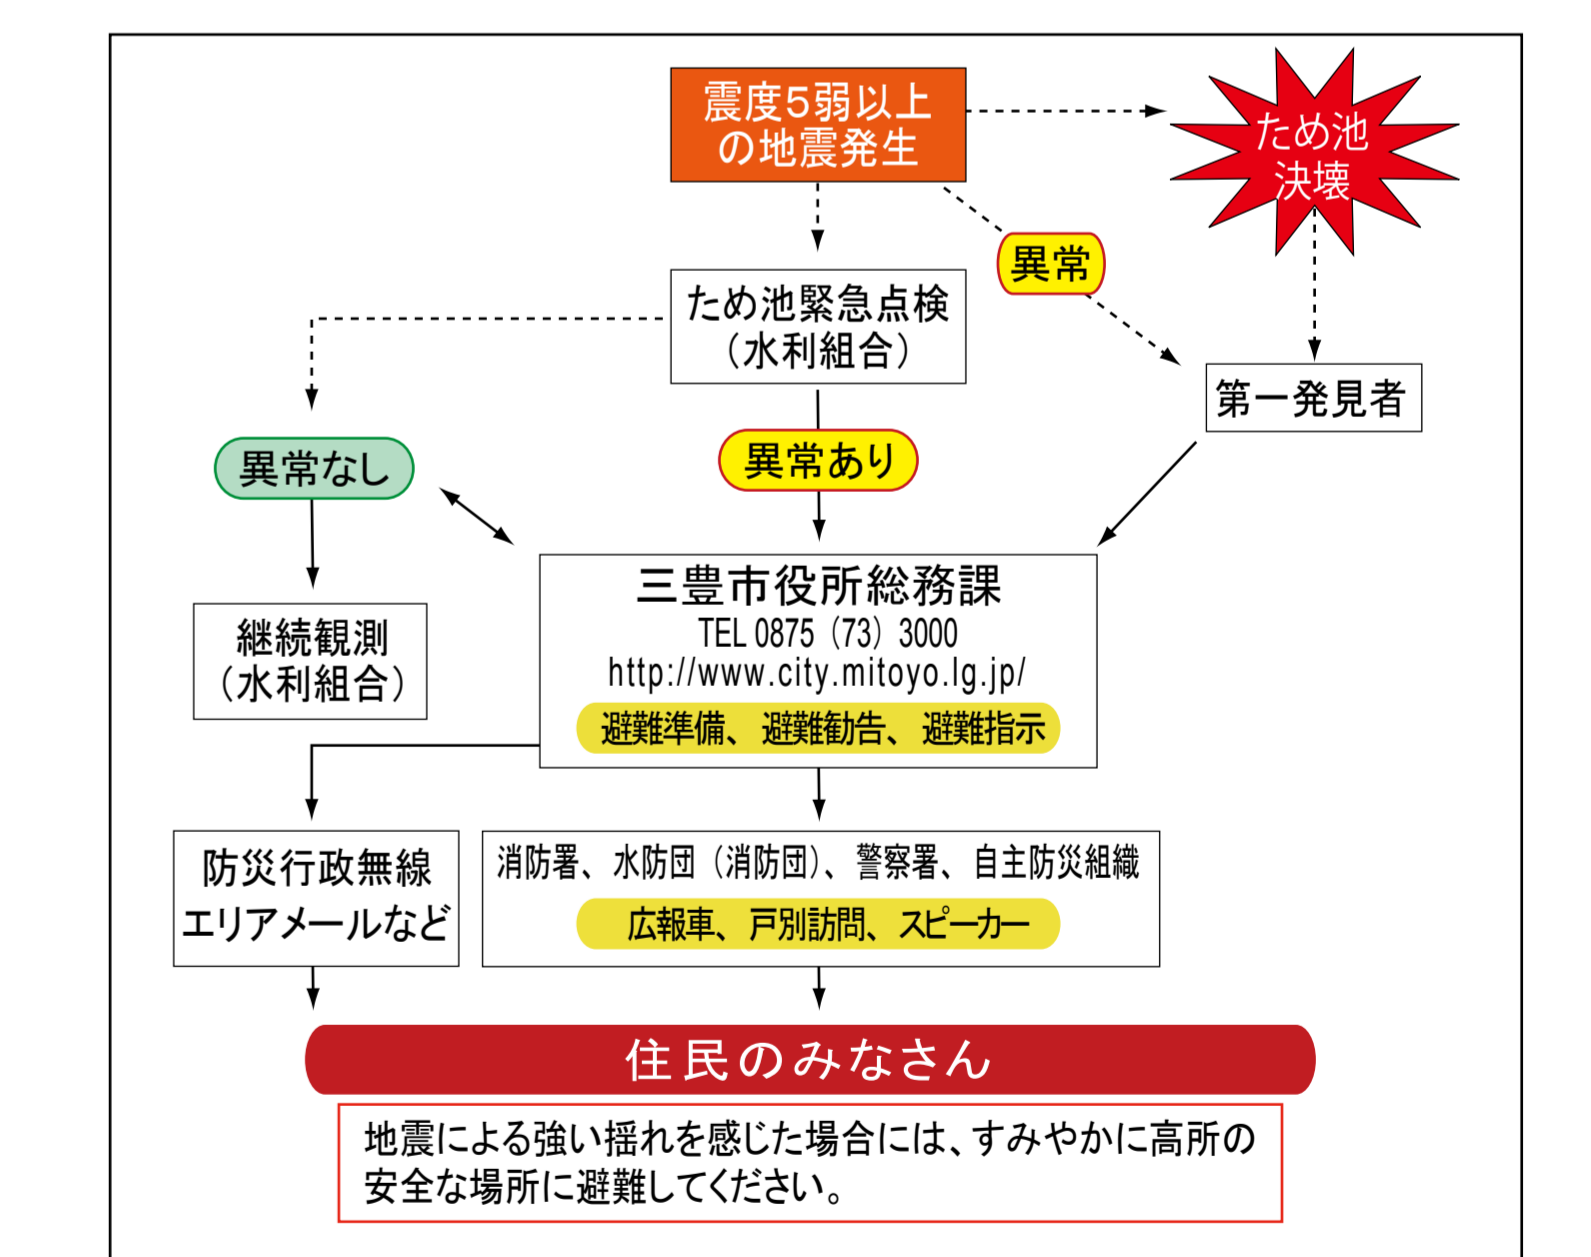 震度5弱以上
の地震発生
ため池
決壊
異常
ため池緊急点検
（水利組合）
第一発見者
異常なし
異常あり
三豊市役所総務課
TEL 0875（73）3000
http://www.city.mitoyo.lg.jp/
避難準備、避難勧告、避難指示
継続観測
（水利組合）
防災行政無線
エリアメールなど
消防署、水防団（消防団）、警察署、自主防災組織
広報車、戸別訪問、スピーカー
住民のみなさん
地震による強い揺れを感じた場合には、すみやかに高所の
安全な場所に避難してください。